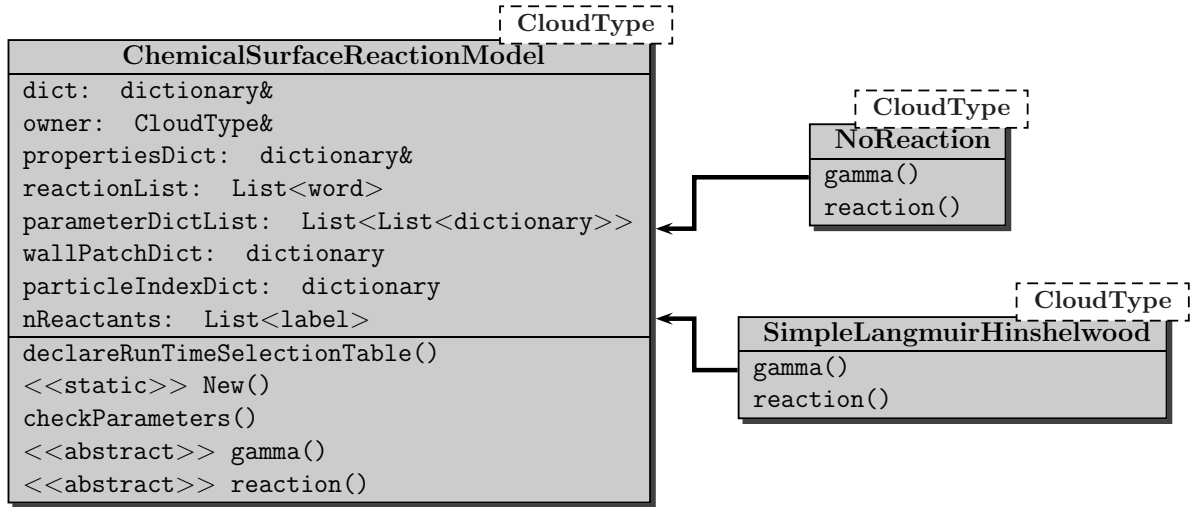 CloudType
ChemicalSurfaceReactionModel
dict: dictionary&
owner: CloudType&
propertiesDict: dictionary&
reactionList: List<word>
parameterDictList: List<List<dictionary>>
wallPatchDict: dictionary
particleIndexDict: dictionary
nReactants: List<label>
declareRunTimeSelectionTable()
<<static>> New()
checkParameters()
<<abstract>> gamma()
<<abstract>> reaction()
CloudType
NoReaction
gamma()
reaction()
CloudType
SimpleLangmuirHinshelwood
gamma()
reaction()